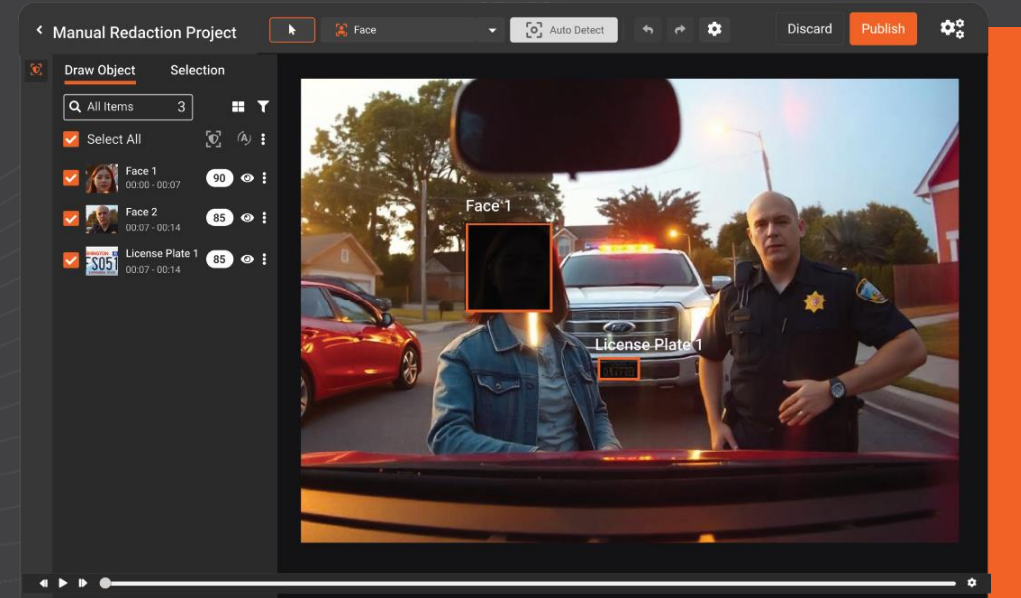 Manual Redaction Project
Face
Auto Detect
Discard
Publish
Draw Object
Selection
All Items 3
Select All
Face 1
00:00 - 00:07
90
Face 2
00:07 - 00:14
85
License Plate 1
00:07 - 00:14
85
Face 1
License Plate 1